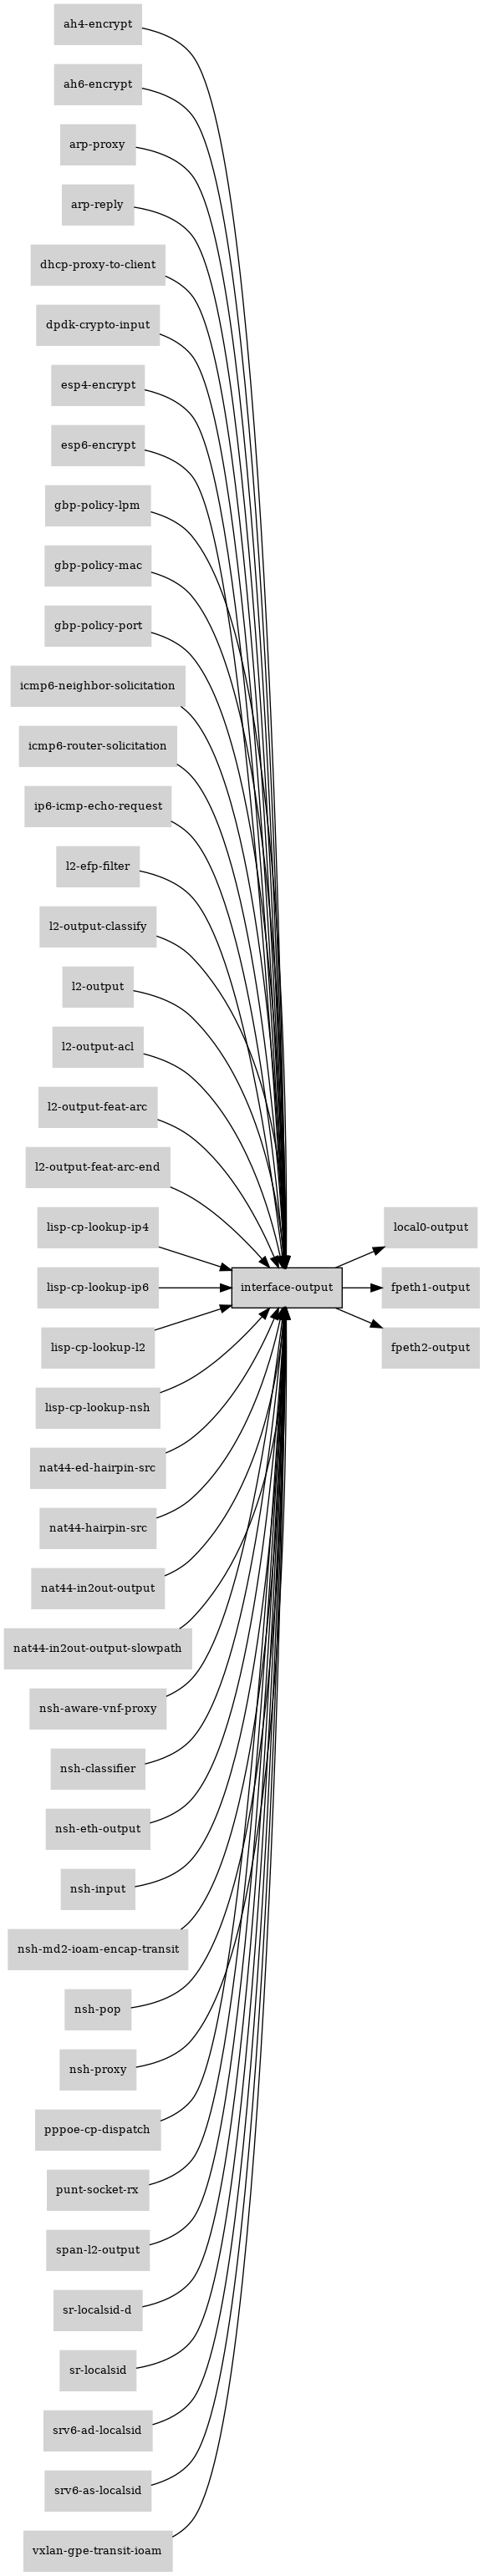 ah4-encrypt
ah6-encrypt
arp-proxy
arp-reply
dhcp-proxy-to-client
dpdk-crypto-input
esp4-encrypt
esp6-encrypt
gbp-policy-lpm
gbp-policy-mac
gbp-policy-port
icmp6-neighbor-solicitation
icmp6-router-solicitation
ip6-icmp-echo-request
l2-efp-filter
l2-output-classify
l2-output
l2-output-acl
l2-output-feat-arc
l2-output-feat-arc-end
lisp-cp-lookup-ip4
lisp-cp-lookup-ip6
lisp-cp-lookup-l2
lisp-cp-lookup-nsh
nat44-ed-hairpin-src
nat44-hairpin-src
nat44-in2out-output
nat44-in2out-output-slowpath
nsh-aware-vnf-proxy
nsh-classifier
nsh-eth-output
nsh-input
nsh-md2-ioam-encap-transit
nsh-pop
nsh-proxy
pppoe-cp-dispatch
punt-socket-rx
span-l2-output
sr-localsid-d
sr-localsid
srv6-ad-localsid
srv6-as-localsid
vxlan-gpe-transit-ioam
interface-output
local0-output
fpeth1-output
fpeth2-output